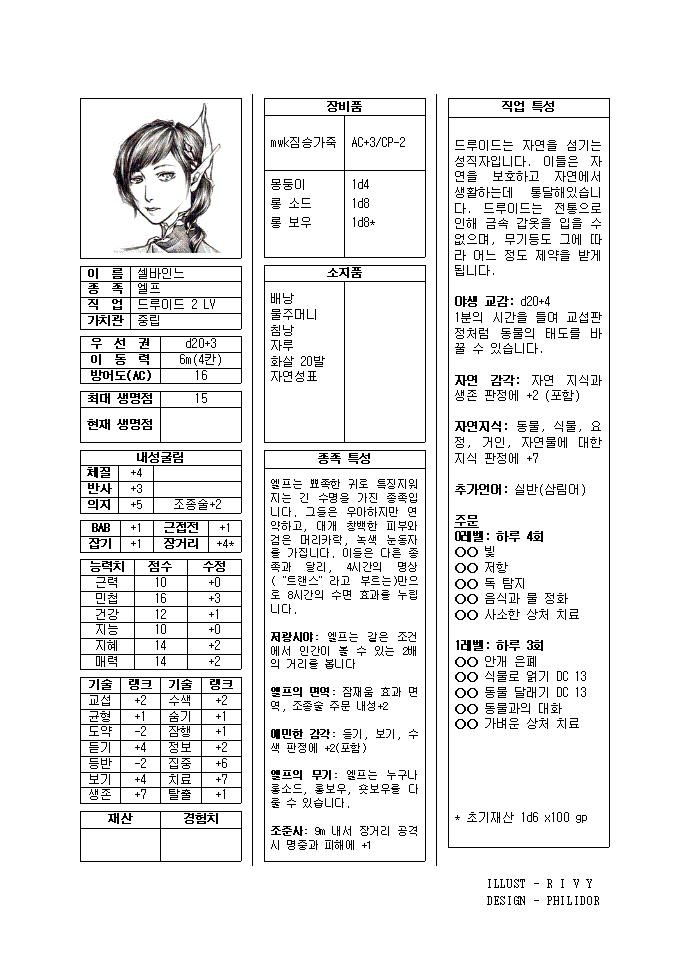 이 름 셀바인느
종 족 엘프
직 업 드루이드 2 LV
가치관 중립
우 선 권 d20+3
이 동 력 6m(4칸)
방어도(AC) 16
최대 생명점 15
현재 생명점
내성굴림
체질 +4
반사 +3
의지 +5 조종술+2
BAB +1 근접전 +1
잡기 +1 장거리 +4*
능력치 점수 수정
근력 10 +0
민첩 16 +3
건강 12 +1
지능 10 +0
지혜 14 +2
매력 14 +2
기술 랭크 기술 랭크
교섭 +2 수색 +2
균형 +1 숨기 +1
도약 -2 잠행 +1
듣기 +4 정보 +2
등반 -2 집중 +6
보기 +4 치료 +7
생존 +7 탈출 +1
재산 경험치
장비품
mwk짐승가죽 AC+3/CP-2
몽둥이 1d4
롱 소드 1d8
롱 보우 1d8*
소지품
배낭
물주머니
침낭
자루
화살 20발
자연성표
종족 특성
엘프는 뾰족한 귀로 특징지워
지는 긴 수명을 가진 종족입
니다. 그들은 우아하지만 연
약하고, 대개 창백한 피부와
검은 머리카락, 녹색 눈동자
를 가집니다. 이들은 다른 종
족과 달리, 4시간의 명상
( "트랜스" 라고 부르는)만으
로 8시간의 수면 효과를 누립
니다.
저광시야: 엘프는 같은 조건
에서 인간이 볼 수 있는 2배
의 거리를 봅니다
엘프의 면역: 잠재움 효과 면
역, 조종술 주문 내성+2
예민한 감각: 듣기, 보기, 수
색 판정에 +2(포함)
엘프의 무기: 엘프는 누구나
롱소드, 롱보우, 숏보우를 다
룰 수 있습니다.
조준사: 9m 내서 장거리 공격
시 명중과 피해에 +1
직업 특성
드루이드는 자연을 섬기는
성직자입니다. 이들은 자
연을 보호하고 자연에서
생활하는데 통달해있습니
다. 드루이드는 전통으로
인해 금속 갑옷을 입을 수
없으며, 무기등도 그에 따
라 어느 정도 제약을 받게
됩니다.
야생 교감: d20+4
1분의 시간을 들여 교섭판
정처럼 동물의 태도를 바
꿀 수 있습니다.
자연 감각: 자연 지식과
생존 판정에 +2 (포함)
자연지식: 동물, 식물, 요
정, 거인, 자연물에 대한
지식 판정에 +7
추가언어: 실반(삼림어)
주문
0레벨: 하루 4회
○○ 빛
○○ 저항
○○ 독 탐지
○○ 음식과 물 정화
○○ 사소한 상처 치료
1레벨: 하루 3회
○○ 안개 은폐
○○ 식물로 얽기 DC 13
○○ 동물 달래기 DC 13
○○ 동물과의 대화
○○ 가벼운 상처 치료
* 초기재산 1d6 x100 gp
ILLUST - R I V Y
DESIGN - PHILIDOR